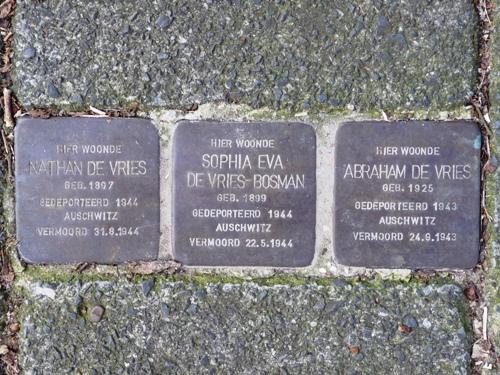 HIER WOONDE
NATHAN DE VRIES
GEB. 1897
GEDEPORTEERD 1944
AUSCHWITZ
VERMOORD 31.8.1944
HIER WOONDE
SOPHIA EVA
DE VRIES-BOSMAN
GEB. 1899
GEDEPORTEERD 1944
AUSCHWITZ
VERMOORD 22.5.1944
HIER WOONDE
ABRAHAM DE VRIES
GEB. 1925
GEDEPORTEERD 1943
AUSCHWITZ
VERMOORD 24.9.1943